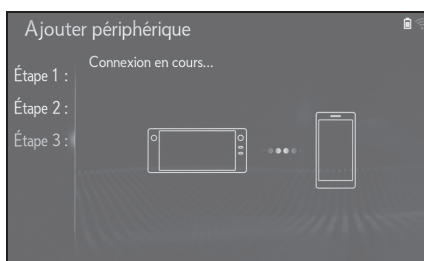 Ajouter périphérique
Étape 1 :
Connexion en cours...
Étape 2 :
Étape 3 :